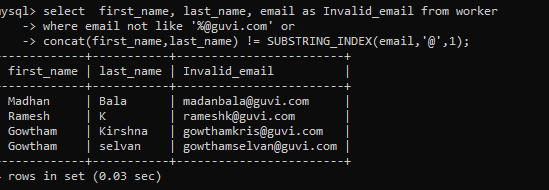 mysql> select  first_name, last_name, email as Invalid_email from worker
    -> where email not like '%@guvi.com' or
    -> concat(first_name,last_name) != SUBSTRING_INDEX(email,'@',1);
------------+-----------+------------------------+
 first_name | last_name | Invalid_email          |
------------+-----------+------------------------+
 Madhan     | Bala      | madanbala@guvi.com     |
 Ramesh     | K         | rameshk@guvi.com       |
 Gowtham    | Kirshna   | gowthamkris@guvi.com   |
 Gowtham    | selvan    | gowthamselvan@guvi.com |
------------+-----------+------------------------+
 rows in set (0.03 sec)